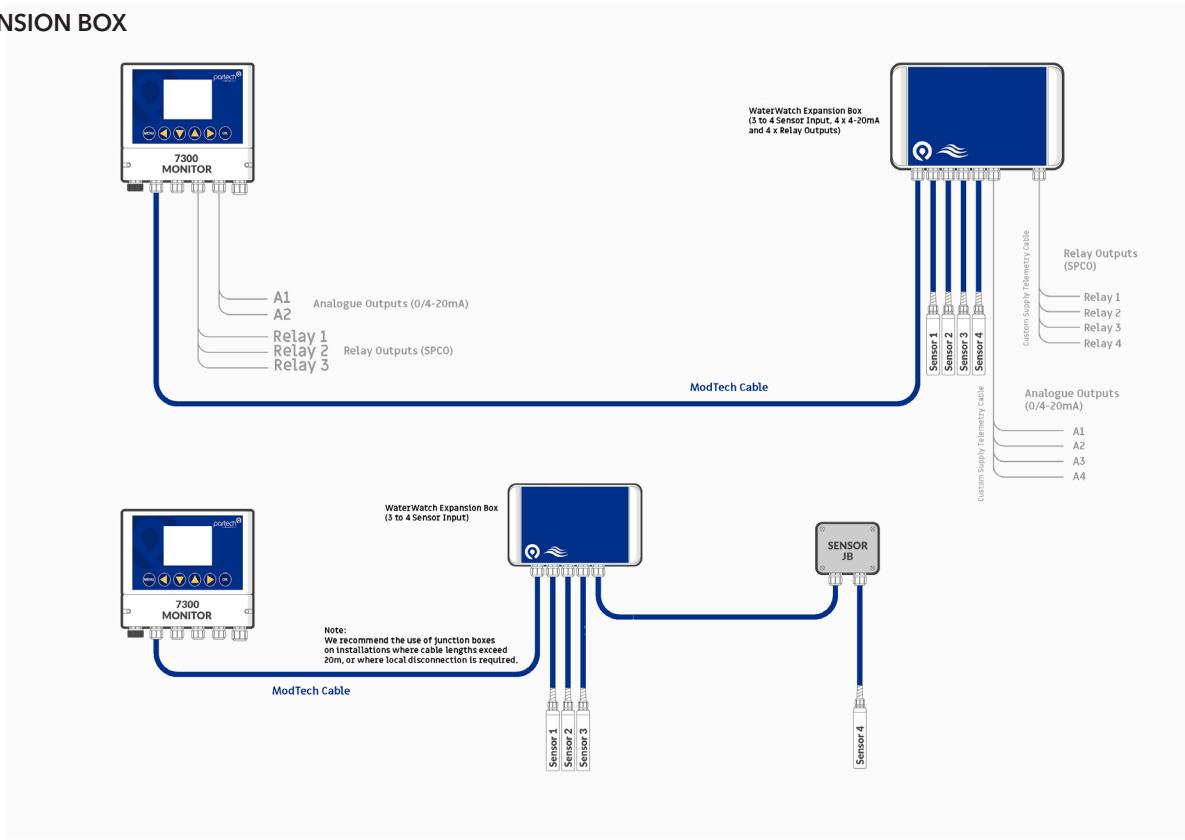 NSION BOX
partech
MENU
OK
7300
MONITOR
WaterWatch Expansion Box
(3 to 4 Sensor Input, 4 x 4-20mA
and 4 x Relay Outputs)
A1
A2
Analogue Outputs (0/4-20mA)
Relay 1
Relay 2
Relay 3
Relay Outputs (SPCO)
ModTech Cable
Sensor 1
Sensor 2
Sensor 3
Sensor 4
Custom Supply Telemetry Cable
Relay Outputs
(SPCO)
Relay 1
Relay 2
Relay 3
Relay 4
Custom Supply Telemetry Cable
Analogue Outputs
(0/4-20mA)
A1
A2
A3
A4
partech
MENU
OK
7300
MONITOR
WaterWatch Expansion Box
(3 to 4 Sensor Input)
Note:
We recommend the use of junction boxes
on installations where cable lengths exceed
20m, or where local disconnection is required.
ModTech Cable
Sensor 1
Sensor 2
Sensor 3
SENSOR
JB
Sensor 4